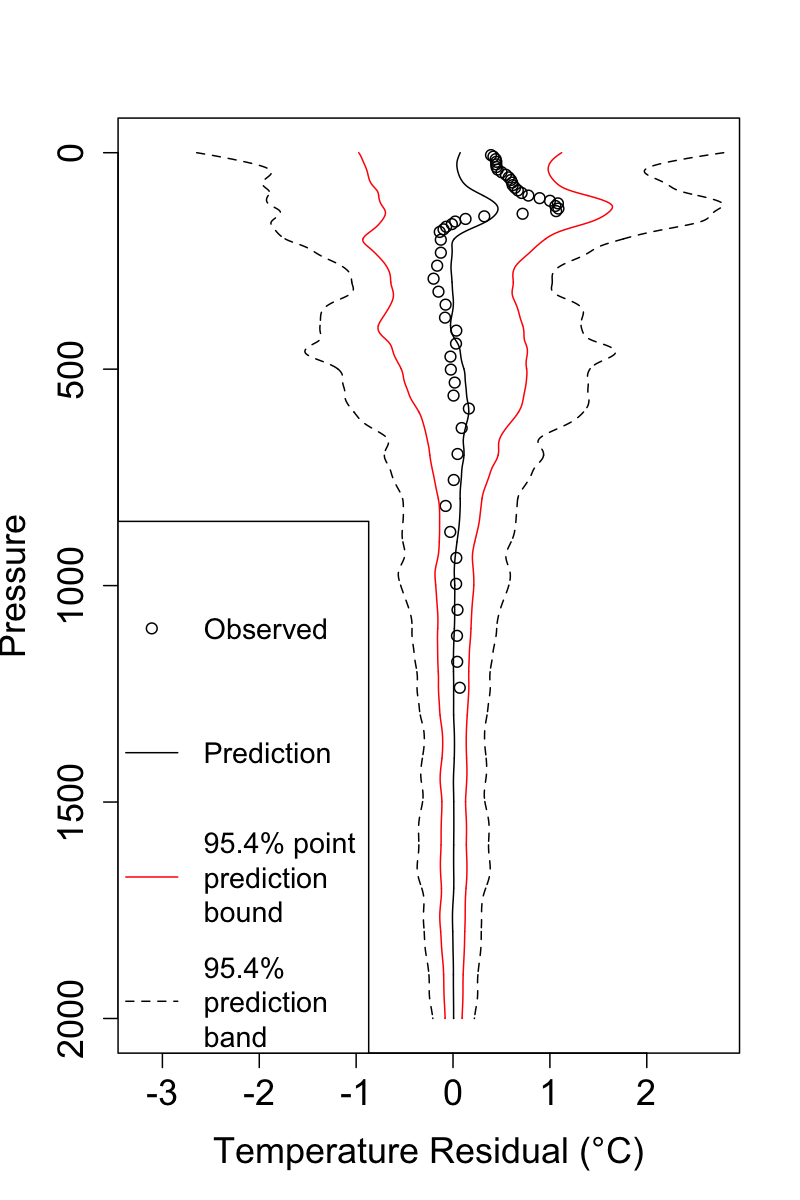 0
500
1000
1500
2000
Pressure
Observed
Prediction
95.4% point
prediction
bound
95.4%
prediction
band
-3 -2 -1 0 1 2
Temperature Residual (°C)